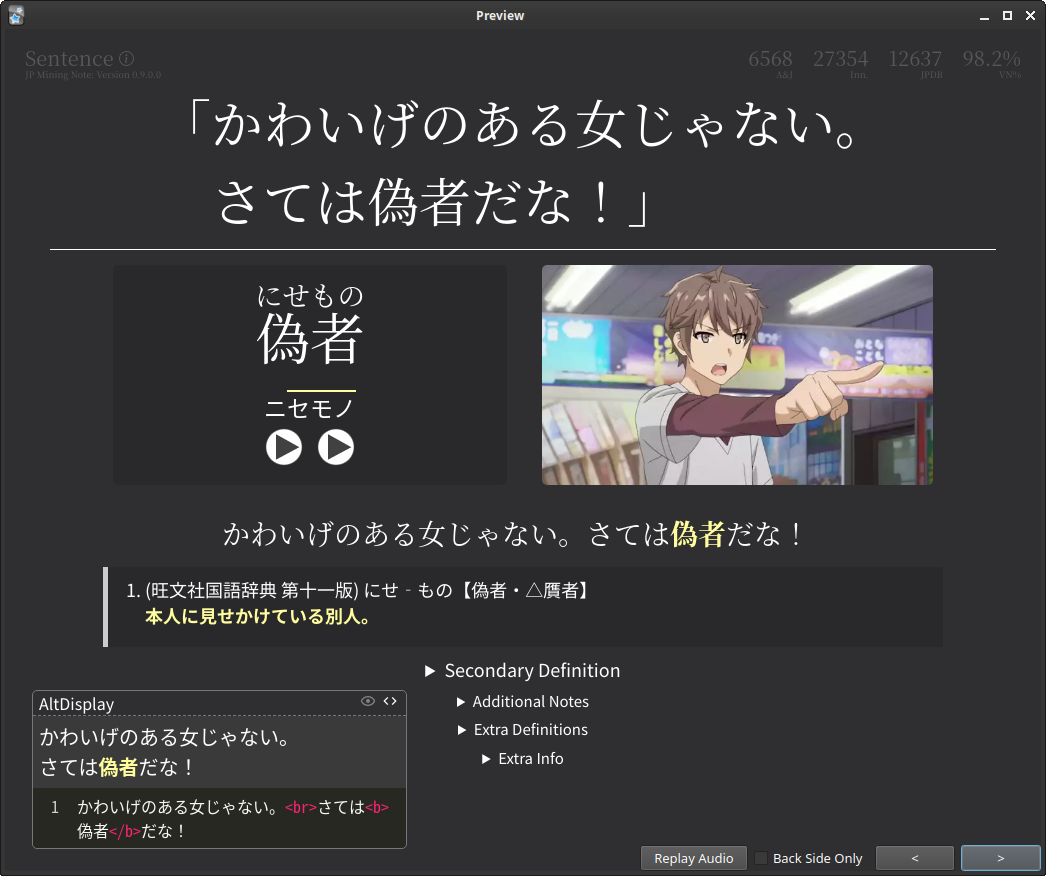 Preview
Sentence
JP Mining Note: Version 0.9.0.0
6568 27354 12637 98.2%
A&J Inn. JPDB VN%
「かわいげのある女じゃない。
さては偽者だな！」
にせもの
偽者
ニセモノ
かわいげのある女じゃない。さては偽者だな！
1. (旺文社国語辞典 第十一版) にせ‐もの【偽者・△贋者】
本人に見せかけている別人。
▶ Secondary Definition
▶ Additional Notes
▶ Extra Definitions
▶ Extra Info
AltDisplay
かわいげのある女じゃない。
さては偽者だな！
1 かわいげのある女じゃない。<br>さては<b>
偽者</b>だな！
Replay Audio Back Side Only < >